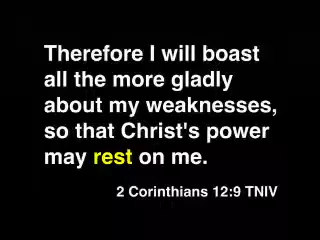 Therefore I will boast
all the more gladly
about my weaknesses,
so that Christ's power
may rest on me.
2 Corinthians 12:9 TNIV